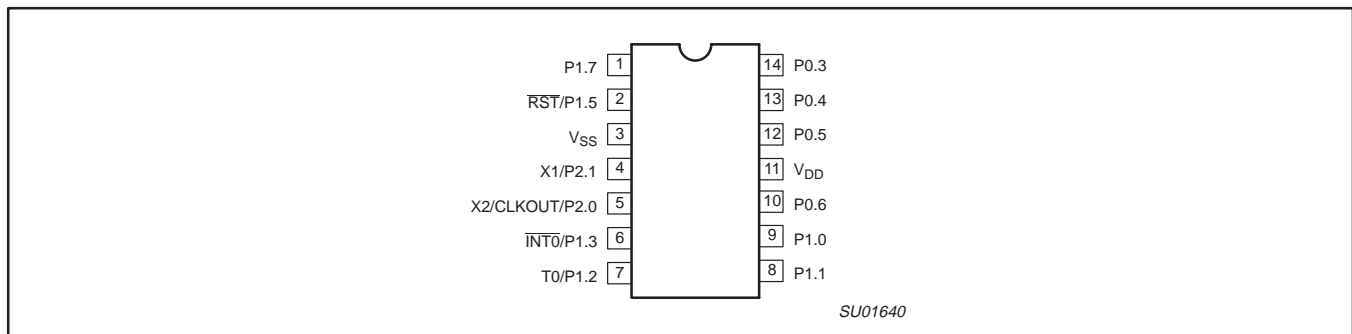 P1.7 1 14 P0.3
RST/P1.5 2 13 P0.4
VSS 3 12 P0.5
X1/P2.1 4 11 VDD
X2/CLKOUT/P2.0 5 10 P0.6
INT0/P1.3 6 9 P1.0
T0/P1.2 7 8 P1.1
SU01640